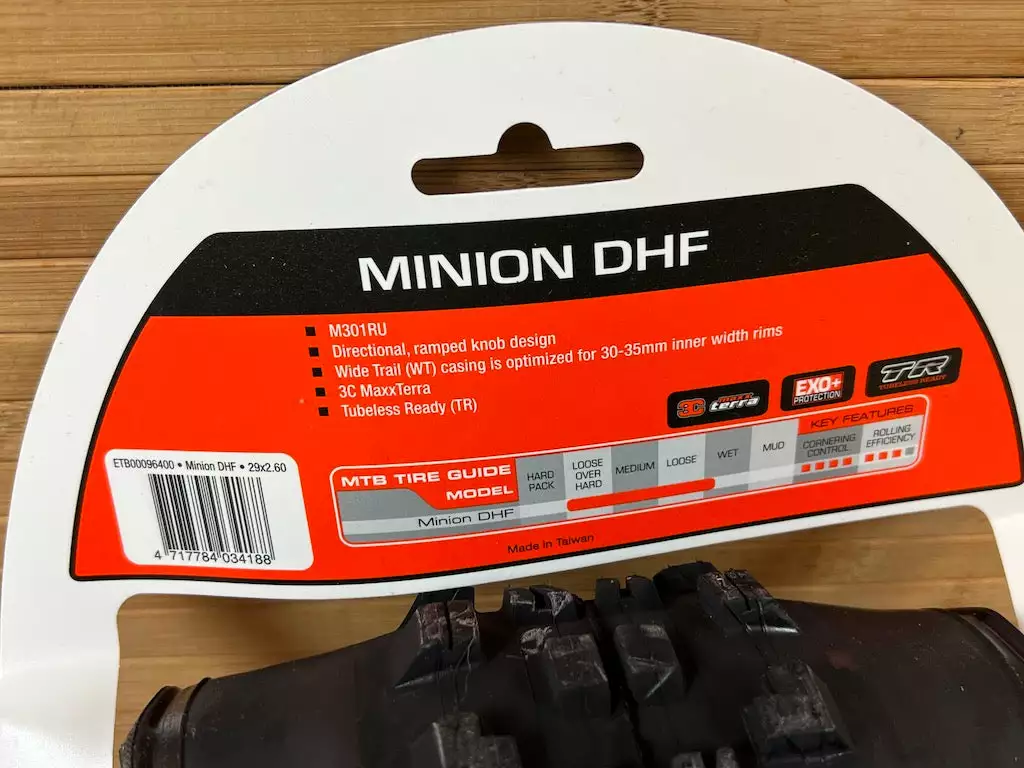 MINION DHF
M301RU
Directional, ramped knob design
Wide Trail (WT) casing is optimized for 30-35mm inner width rims
3C MaxxTerra
Tubeless Ready (TR)
3C maxx terra
EXO+ PROTECTION
TR TUBELESS READY
ETB00096400 • Minion DHF • 29x2.60
4 717784 034188
MTB TIRE GUIDE
MODEL
HARD PACK
LOOSE OVER HARD
MEDIUM
LOOSE
WET
MUD
KEY FEATURES
CORNERING CONTROL
ROLLING EFFICIENCY
Minion DHF
Made in Taiwan